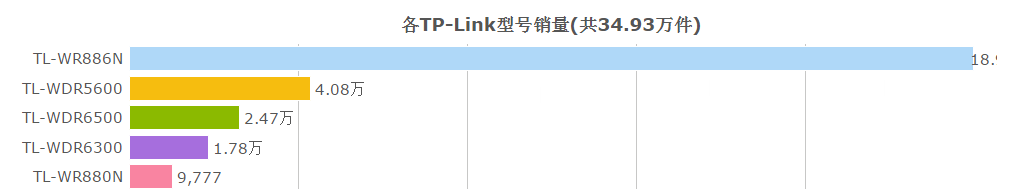 各TP-Link型号销量(共34.93万件)
TL-WR886N 18.9
TL-WDR5600 4.08万
TL-WDR6500 2.47万
TL-WDR6300 1.78万
TL-WR880N 9,777